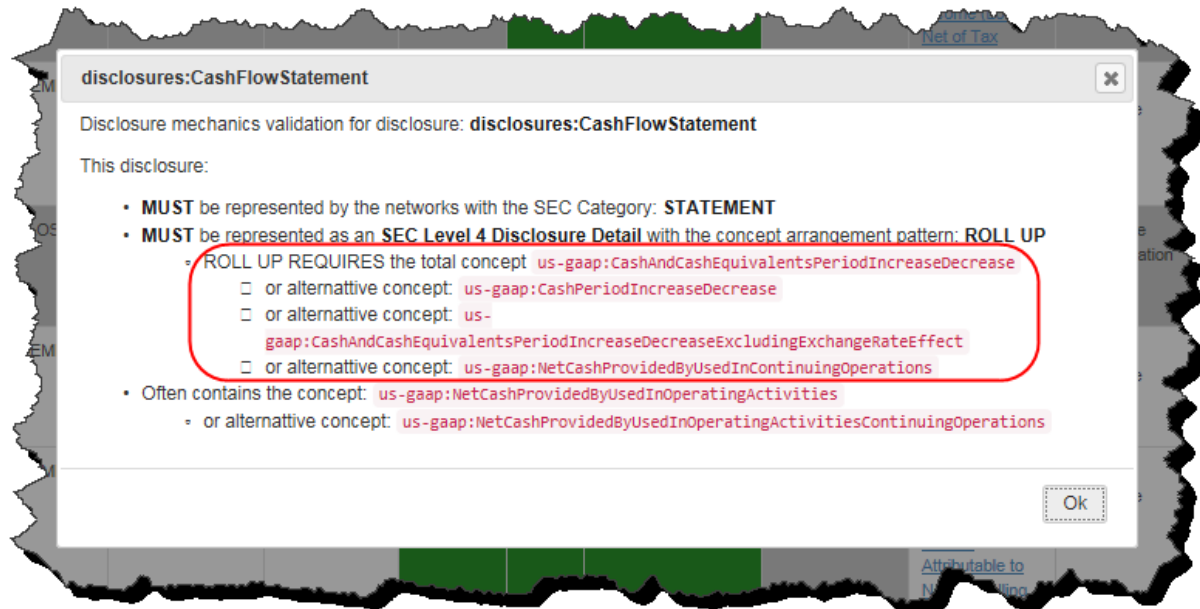 Net of Tax
disclosures:CashFlowStatement
Disclosure mechanics validation for disclosure: disclosures:CashFlowStatement
This disclosure:
• MUST be represented by the networks with the SEC Category: STATEMENT
• MUST be represented as an SEC Level 4 Disclosure Detail with the concept arrangement pattern: ROLL UP
◦ ROLL UP REQUIRES the total concept us-gaap:CashAndCashEquivalentsPeriodIncreaseDecrease
□ or alternattive concept: us-gaap:CashPeriodIncreaseDecrease
□ or alternattive concept: us-
gaap:CashAndCashEquivalentsPeriodIncreaseDecreaseExcludingExchangeRateEffect
□ or alternattive concept: us-gaap:NetCashProvidedByUsedInContinuingOperations
• Often contains the concept: us-gaap:NetCashProvidedByUsedInOperatingActivities
◦ or alternattive concept: us-gaap:NetCashProvidedByUsedInOperatingActivitiesContinuingOperations
Ok
Attributable to